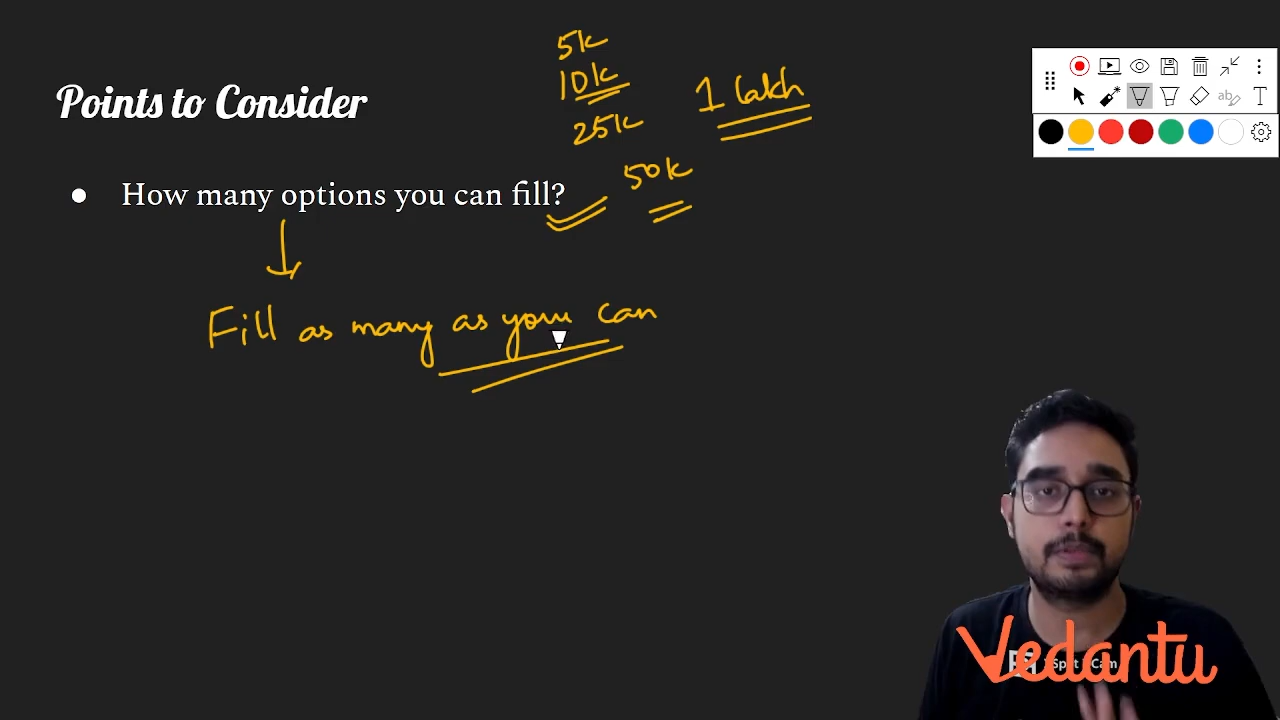 5k
10k
25k
1 lakh
50k
Points to Consider
● How many options you can fill?
Fill as many as you can
ab
T
Vedantu